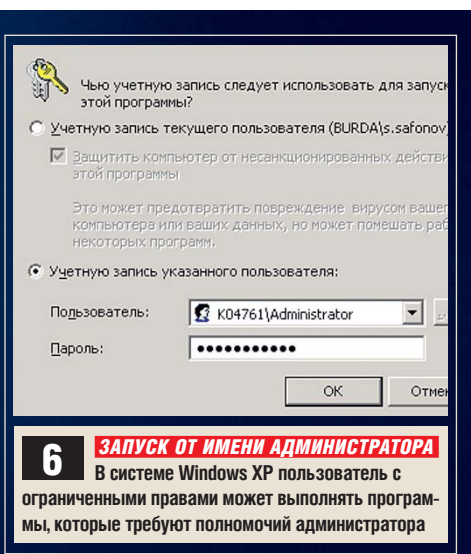 Чью учетную запись следует использовать для запуск
этой программы?
Учетную запись текущего пользователя (BURDA\s.safonov)
Защитить компьютер от несанкционированных действи
этой программы
Это может предотвратить повреждение вирусом вашег
компьютера или ваших данных, но может помешать раб
некоторых программ.
Учетную запись указанного пользователя:
Пользователь: K04761\Administrator
Пароль: •••••••••••
OK Отмен
6 ЗАПУСК ОТ ИМЕНИ АДМИНИСТРАТОРА
В системе Windows XP пользователь с
ограниченными правами может выполнять програм-
мы, которые требуют полномочий администратора